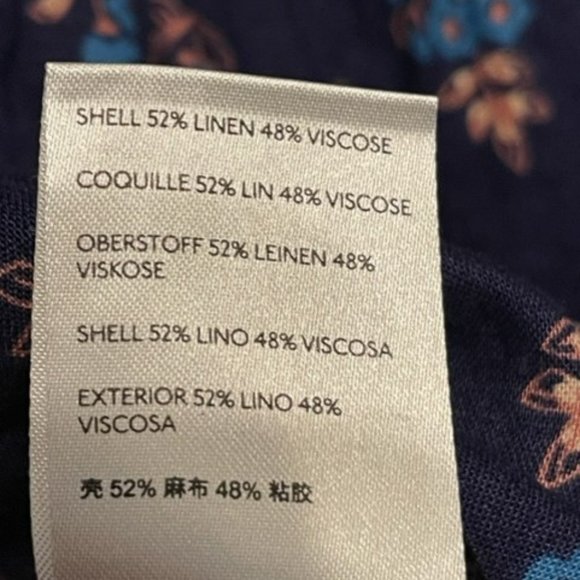 SHELL 52% LINEN 48% VISCOSE
COQUILLE 52% LIN 48% VISCOSE
OBERSTOFF 52% LEINEN 48%
VISKOSE
SHELL 52% LINO 48% VISCOSA
EXTERIOR 52% LINO 48%
VISCOSA
壳 52% 麻布 48% 粘胶